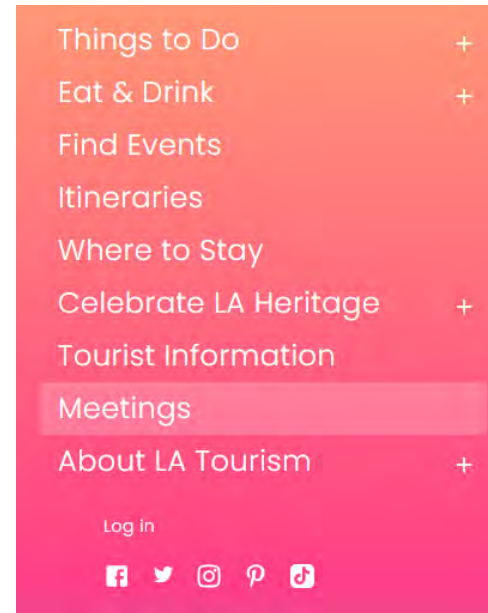 Things to Do +
Eat & Drink +
Find Events
Itineraries
Where to Stay
Celebrate LA Heritage +
Tourist Information
Meetings
About LA Tourism +
Log in